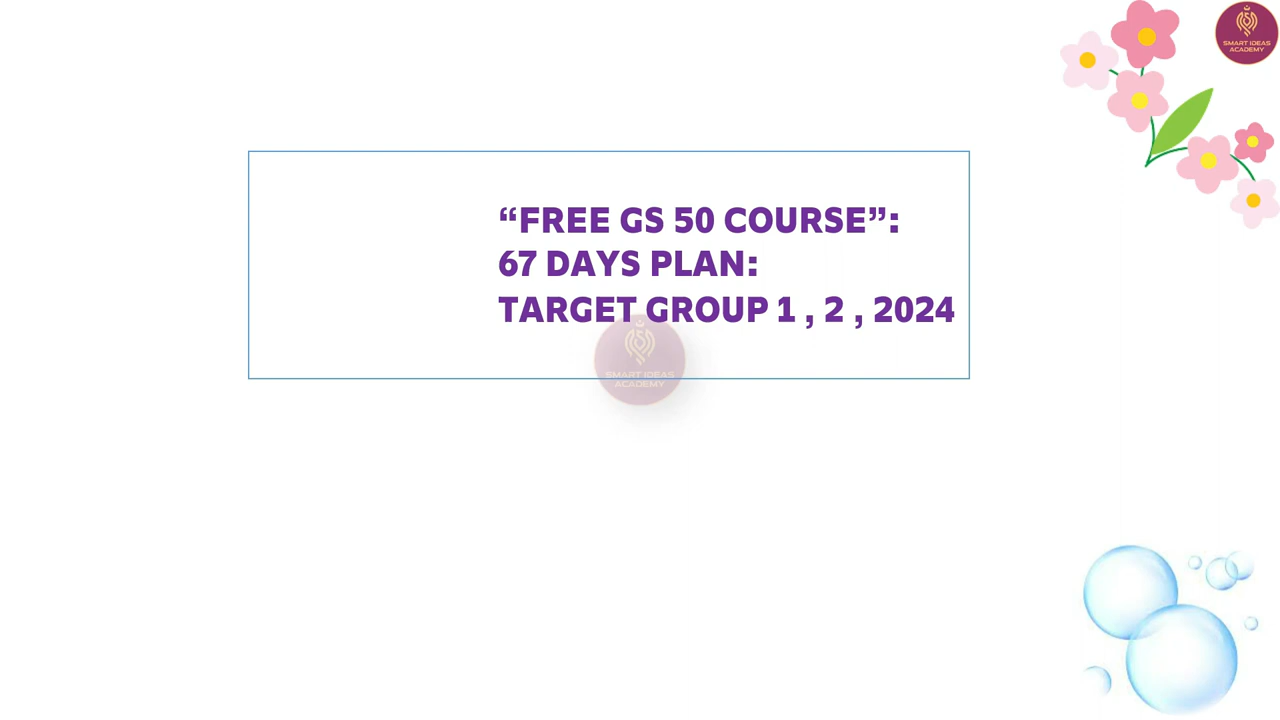 SMART IDEAS
ACADEMY
“FREE GS 50 COURSE”:
67 DAYS PLAN:
TARGET GROUP 1 , 2 , 2024
SMART IDEAS
ACADEMY